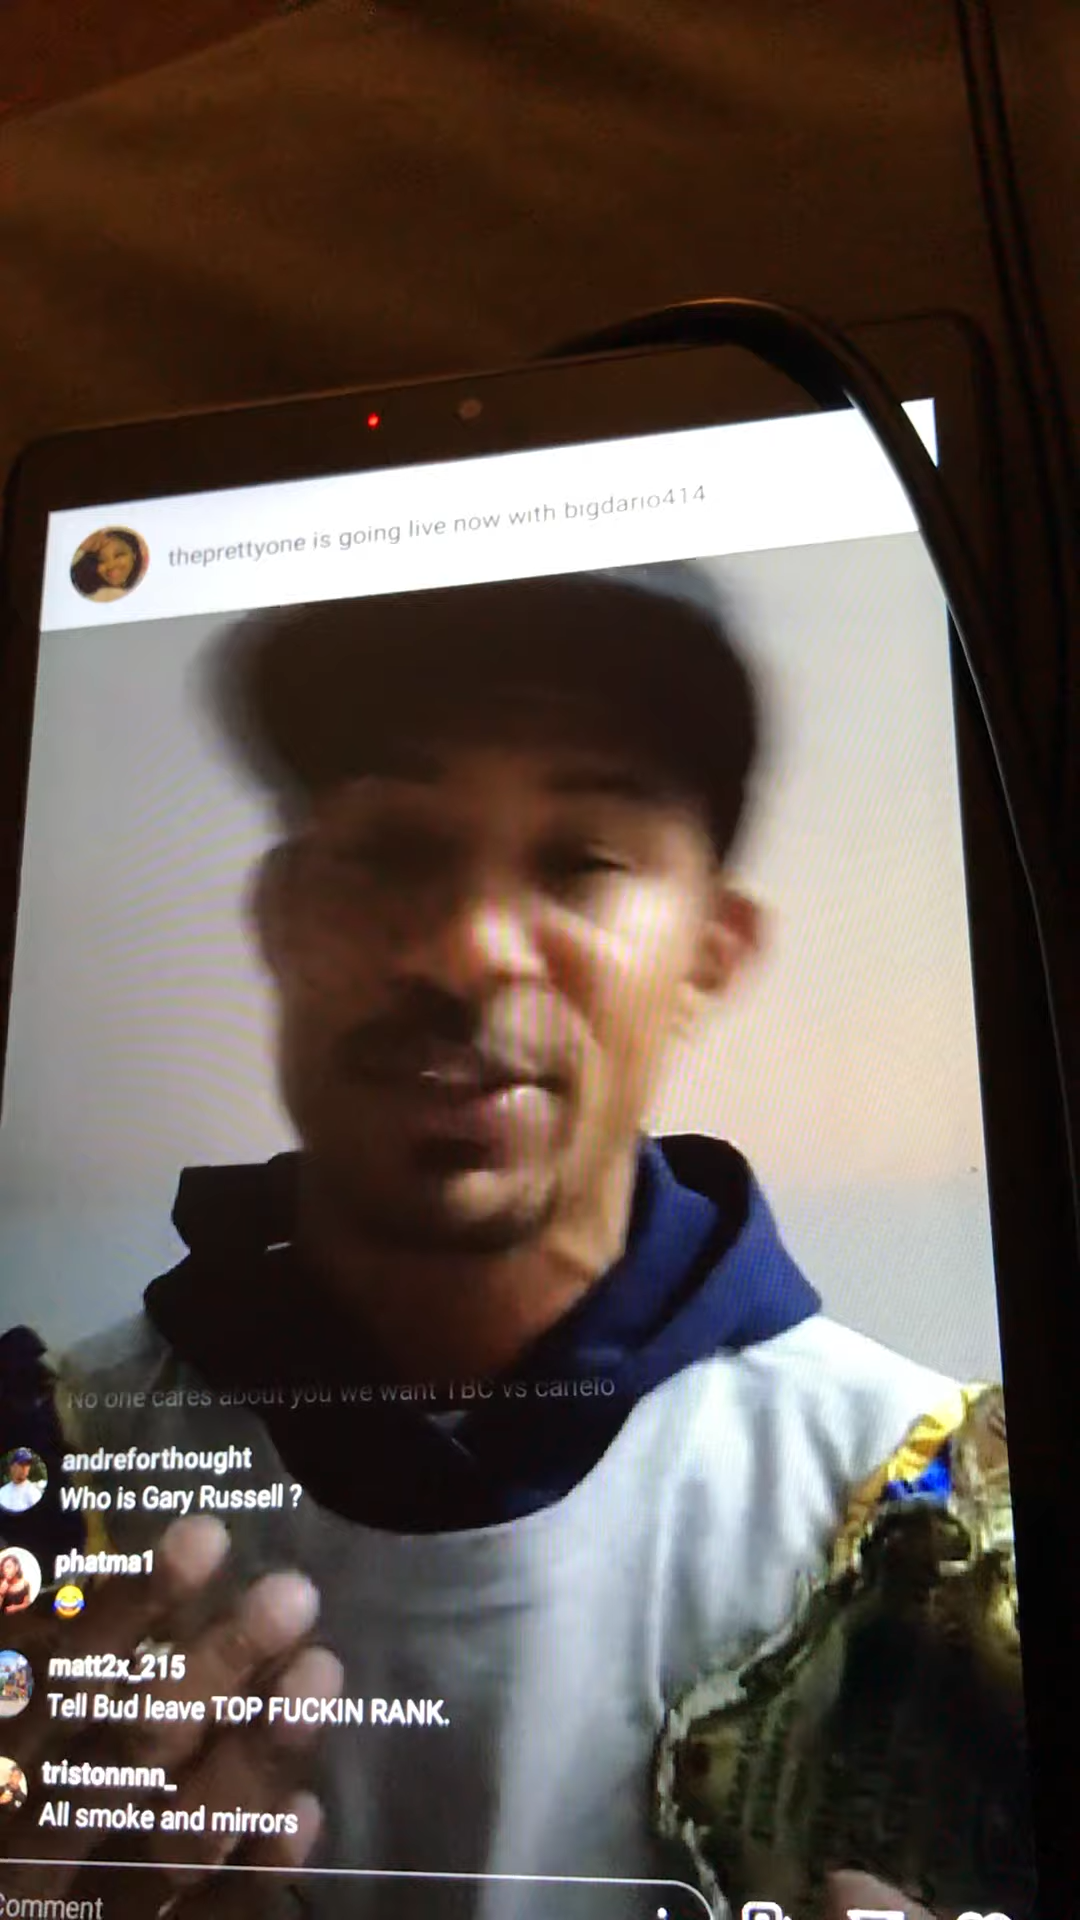 theprettyone is going live now with bigdario414
No one cares about you we want TBC vs canelo
andreforthought
Who is Gary Russell ?
phatma1
😂
matt2x_215
Tell Bud leave TOP FUCKIN RANK.
tristonnnn_
All smoke and mirrors
Comment